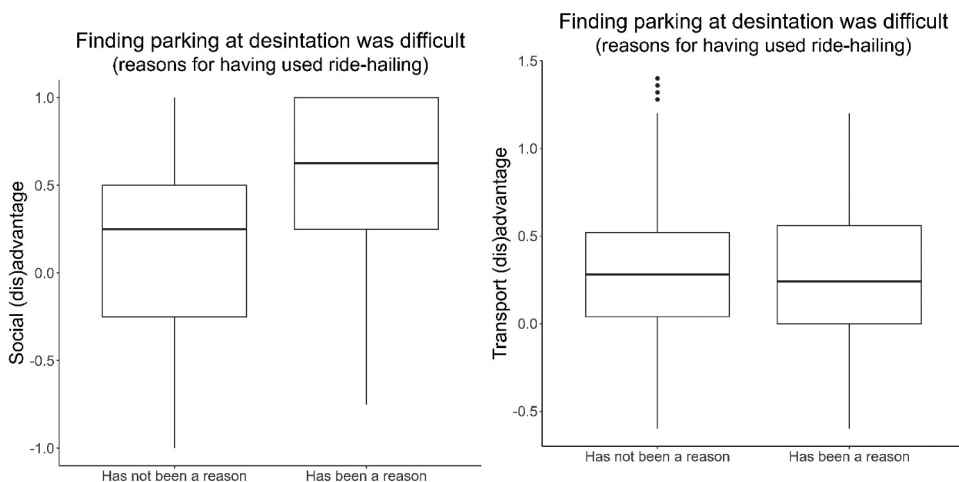 Finding parking at desintation was difficult
(reasons for having used ride-hailing)
Social (dis)advantage
1.0
0.5
0.0
-0.5
-1.0
Has not been a reason
Has been a reason
Finding parking at desintation was difficult
(reasons for having used ride-hailing)
Transport (dis)advantage
1.5
1.0
0.5
0.0
-0.5
Has not been a reason
Has been a reason